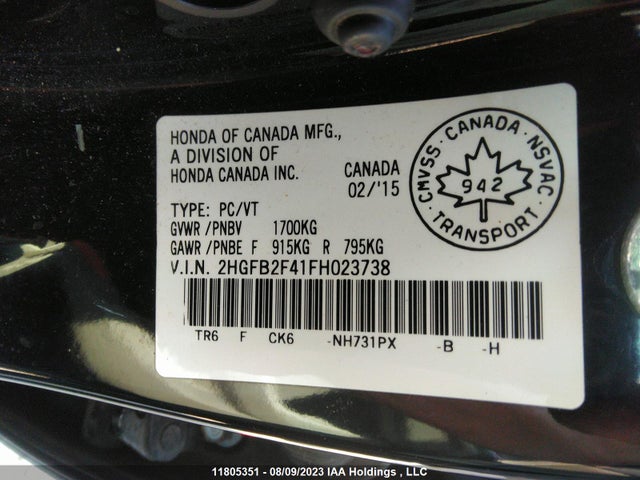 HONDA OF CANADA MFG.,
A DIVISION OF
HONDA CANADA INC.
CANADA
02/'15
TYPE: PC/VT
GVWR /PNBV 1700KG
GAWR /PNBE F 915KG R 795KG
V.I.N. 2HGFB2F41FH023738
TR6 F CK6 -NH731PX -B -H
CMVSS · CANADA · NSVAC
942
· TRANSPORT ·
11805351 - 08/09/2023 IAA Holdings , LLC